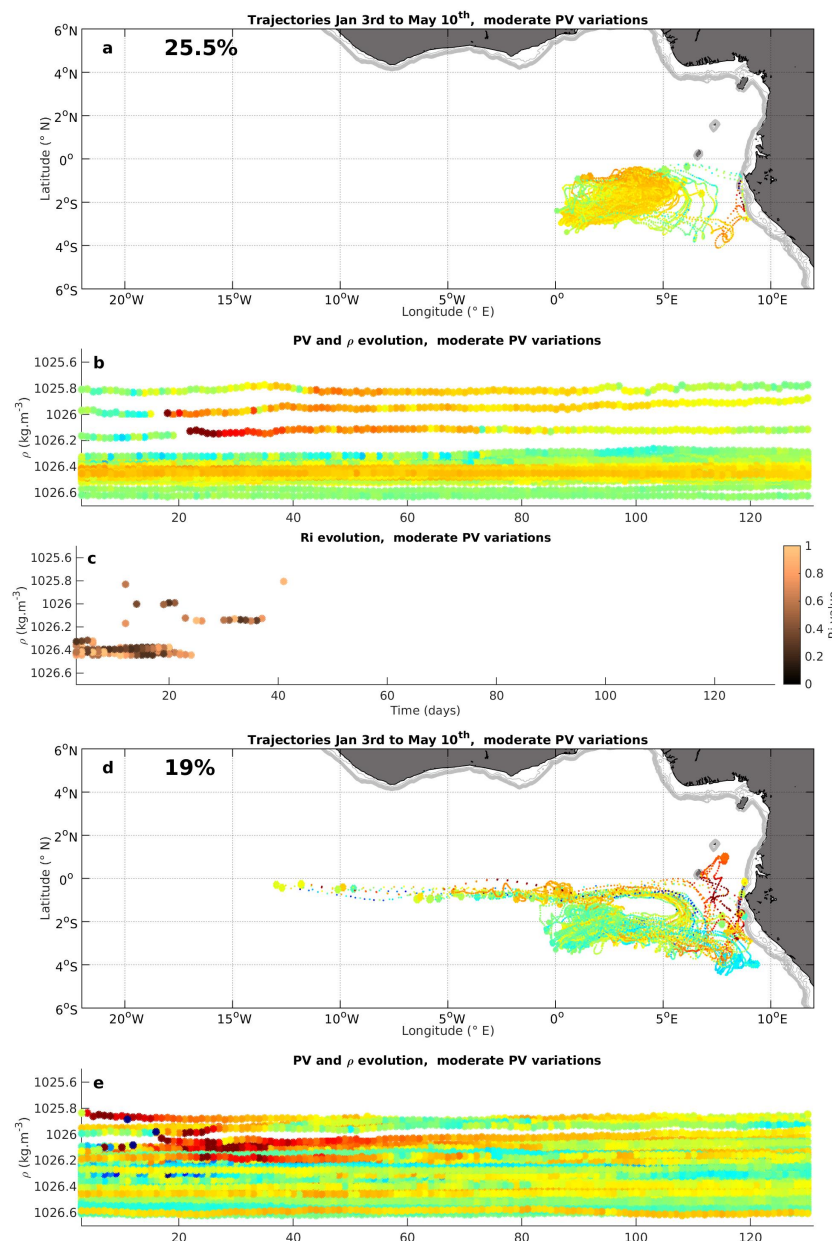 Trajectories Jan 3rd to May 10th, moderate PV variations
6°N
4°N
2°N
0°
2°S
4°S
6°S
Latitude (° N)
a
25.5%
20°W 15°W 10°W 5°W 0° 5°E 10°E
Longitude (° E)
PV and ρ evolution, moderate PV variations
b
1025.6
1025.8
1026
1026.2
1026.4
1026.6
ρ (kg.m-3)
20 40 60 80 100 120
Ri evolution, moderate PV variations
c
1025.6
1025.8
1026
1026.2
1026.4
1026.6
ρ (kg.m-3)
1
0.8
0.6
0.4
0.2
0
Ri value
20 40 60 80 100 120
Time (days)
Trajectories Jan 3rd to May 10th, moderate PV variations
6°N
4°N
2°N
0°
2°S
4°S
6°S
Latitude (° N)
d
19%
20°W 15°W 10°W 5°W 0° 5°E 10°E
Longitude (° E)
PV and ρ evolution, moderate PV variations
e
1025.6
1025.8
1026
1026.2
1026.4
1026.6
ρ (kg.m-3)
20 40 60 80 100 120